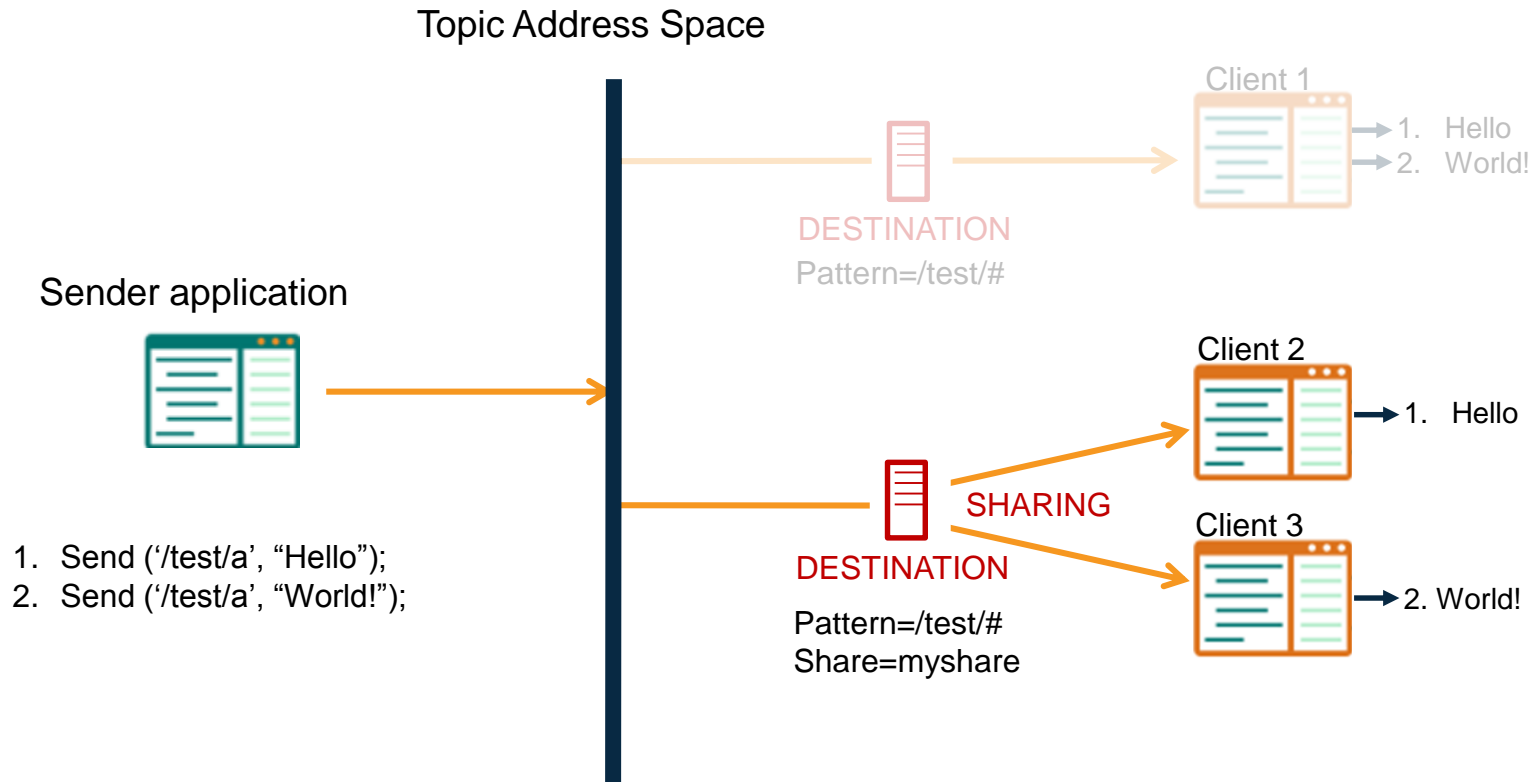 Topic Address Space
Client 1
1. Hello
2. World!
DESTINATION
Pattern=/test/#
Sender application
1. Send (‘/test/a’, “Hello”);
2. Send (‘/test/a’, “World!”);
Client 2
1. Hello
SHARING
Client 3
2. World!
DESTINATION
Pattern=/test/#
Share=myshare